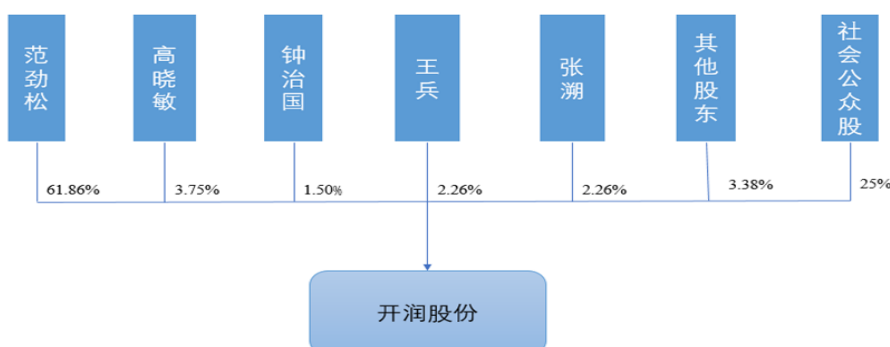 范劲松
高晓敏
钟治国
王兵
张溯
其他股东
社会公众股
61.86%
3.75%
1.50%
2.26%
2.26%
3.38%
25%
开润股份